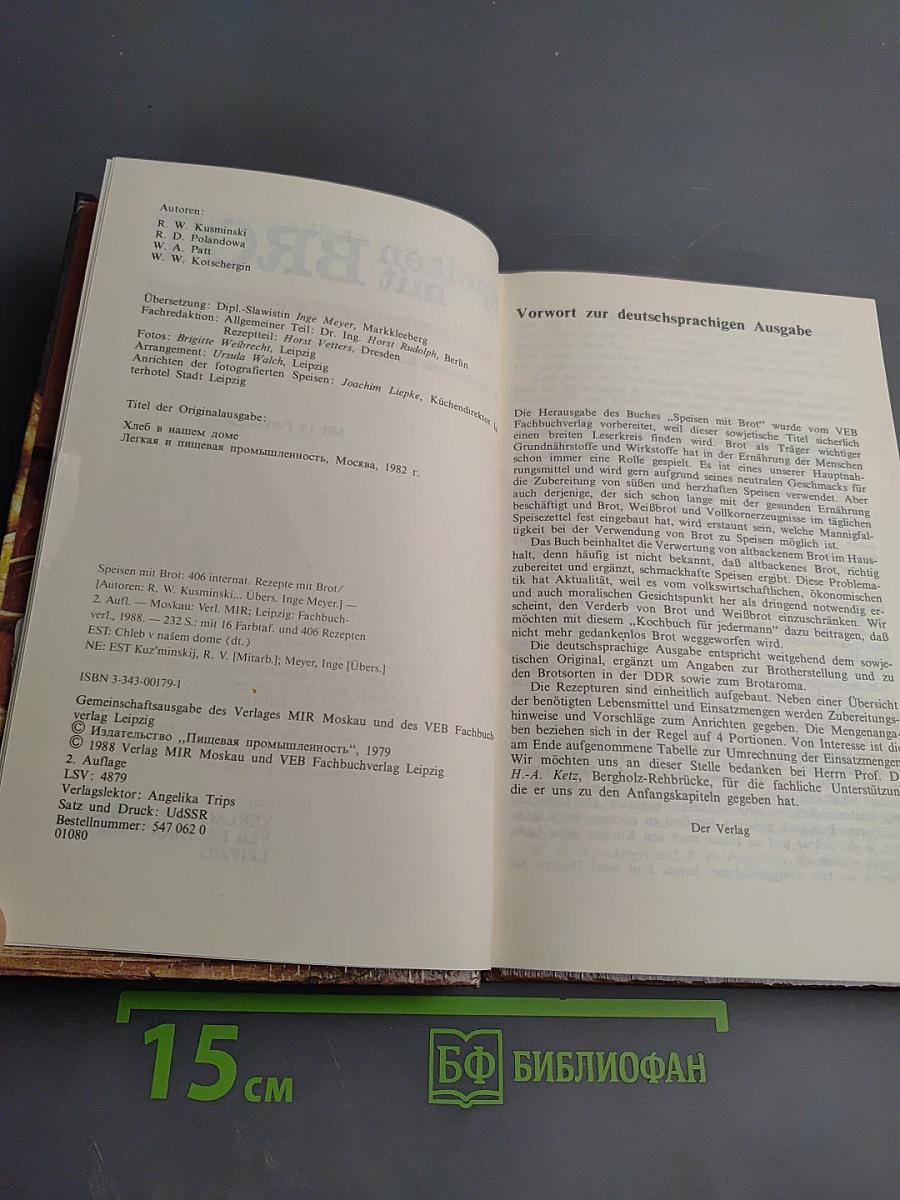 Autoren:
R. W. Kusminski
R. D. Polandowa
W. A. Patt
W. W. Kotschergin
Übersetzung: Dipl.-Slawistin Inge Meyer, Markkleeberg
Fachredaktion: Allgemeiner Teil: Dr. Ing. Horst Rudolph, Berlin
Rezeptteil: Horst Vetters, Dresden
Fotos: Brigitte Weibrecht, Leipzig
Arrangement: Ursula Walch, Leipzig
Anrichten der fotografierten Speisen: Joachim Liepke, Küchendirektor In
terhotel Stadt Leipzig
Titel der Originalausgabe:
Хлеб в нашем доме
Легкая и пищевая промышленность, Москва, 1982 г.
Speisen mit Brot: 406 internat. Rezepte mit Brot/
[Autoren: R. W. Kusminski... Übers. Inge Meyer.] —
2. Aufl. — Moskau: Verl. MIR; Leipzig: Fachbuch-
verl., 1988. — 232 S.: mit 16 Farbtaf. und 406 Rezepten
EST: Chleb v našem dome ‹dt.›
NE: EST Kuz'minskij, R. V. [Mitarb.]; Meyer, Inge [Übers.]
ISBN 3-343-00179-1
Gemeinschaftsausgabe des Verlages MIR Moskau und des VEB Fachbuch
verlag Leipzig
© Издательство „Пищевая промышленность", 1979
© 1988 Verlag MIR Moskau und VEB Fachbuchverlag Leipzig
2. Auflage
LSV: 4879
Verlagslektor: Angelika Trips
Satz und Druck: UdSSR
Bestellnummer: 547 062 0
01080
Vorwort zur deutschsprachigen Ausgabe
Die Herausgabe des Buches „Speisen mit Brot" wurde vom VEB
Fachbuchverlag vorbereitet, weil dieser sowjetische Titel sicherlich
einen breiten Leserkreis finden wird. Brot als Träger wichtiger
Grundnährstoffe und Wirkstoffe hat in der Ernährung der Menschen
schon immer eine Rolle gespielt. Es ist eines unserer Hauptnah-
rungsmittel und wird gern aufgrund seines neutralen Geschmacks für
die Zubereitung von süßen und herzhaften Speisen verwendet. Aber
auch derjenige, der sich schon lange mit der gesunden Ernährung
beschäftigt und Brot, Weißbrot und Vollkornerzeugnisse im täglichen
Speisezettel fest eingebaut hat, wird erstaunt sein, welche Mannigfal-
tigkeit bei der Verwendung von Brot zu Speisen möglich ist.
Das Buch beinhaltet die Verwertung von altbackenem Brot im Haus-
halt, denn häufig ist nicht bekannt, daß altbackenes Brot, richtig
zubereitet und ergänzt, schmackhafte Speisen ergibt. Diese Problema-
tik hat Aktualität, weil es vom volkswirtschaftlichen, ökonomischen
und auch moralischen Gesichtspunkt her als dringend notwendig er-
scheint, den Verderb von Brot und Weißbrot einzuschränken. Wir
möchten mit diesem „Kochbuch für jedermann" dazu beitragen, daß
nicht mehr gedankenlos Brot weggeworfen wird.
Die deutschsprachige Ausgabe entspricht weitgehend dem sowje-
tischen Original, ergänzt um Angaben zur Brotherstellung und zu
den Brotsorten in der DDR sowie zum Brotaroma.
Die Rezepturen sind einheitlich aufgebaut. Neben einer Übersicht
der benötigten Lebensmittel und Einsatzmengen werden Zubereitungs-
hinweise und Vorschläge zum Anrichten gegeben. Die Mengenanga-
ben beziehen sich in der Regel auf 4 Portionen. Von Interesse ist die
am Ende aufgenommene Tabelle zur Umrechnung der Einsatzmengen
Wir möchten uns an dieser Stelle bedanken bei Herrn Prof. D
H.-A. Ketz, Bergholz-Rehbrücke, für die fachliche Unterstützun
die er uns zu den Anfangskapiteln gegeben hat.
Der Verlag
15 см
БФ БИБЛИОФАН